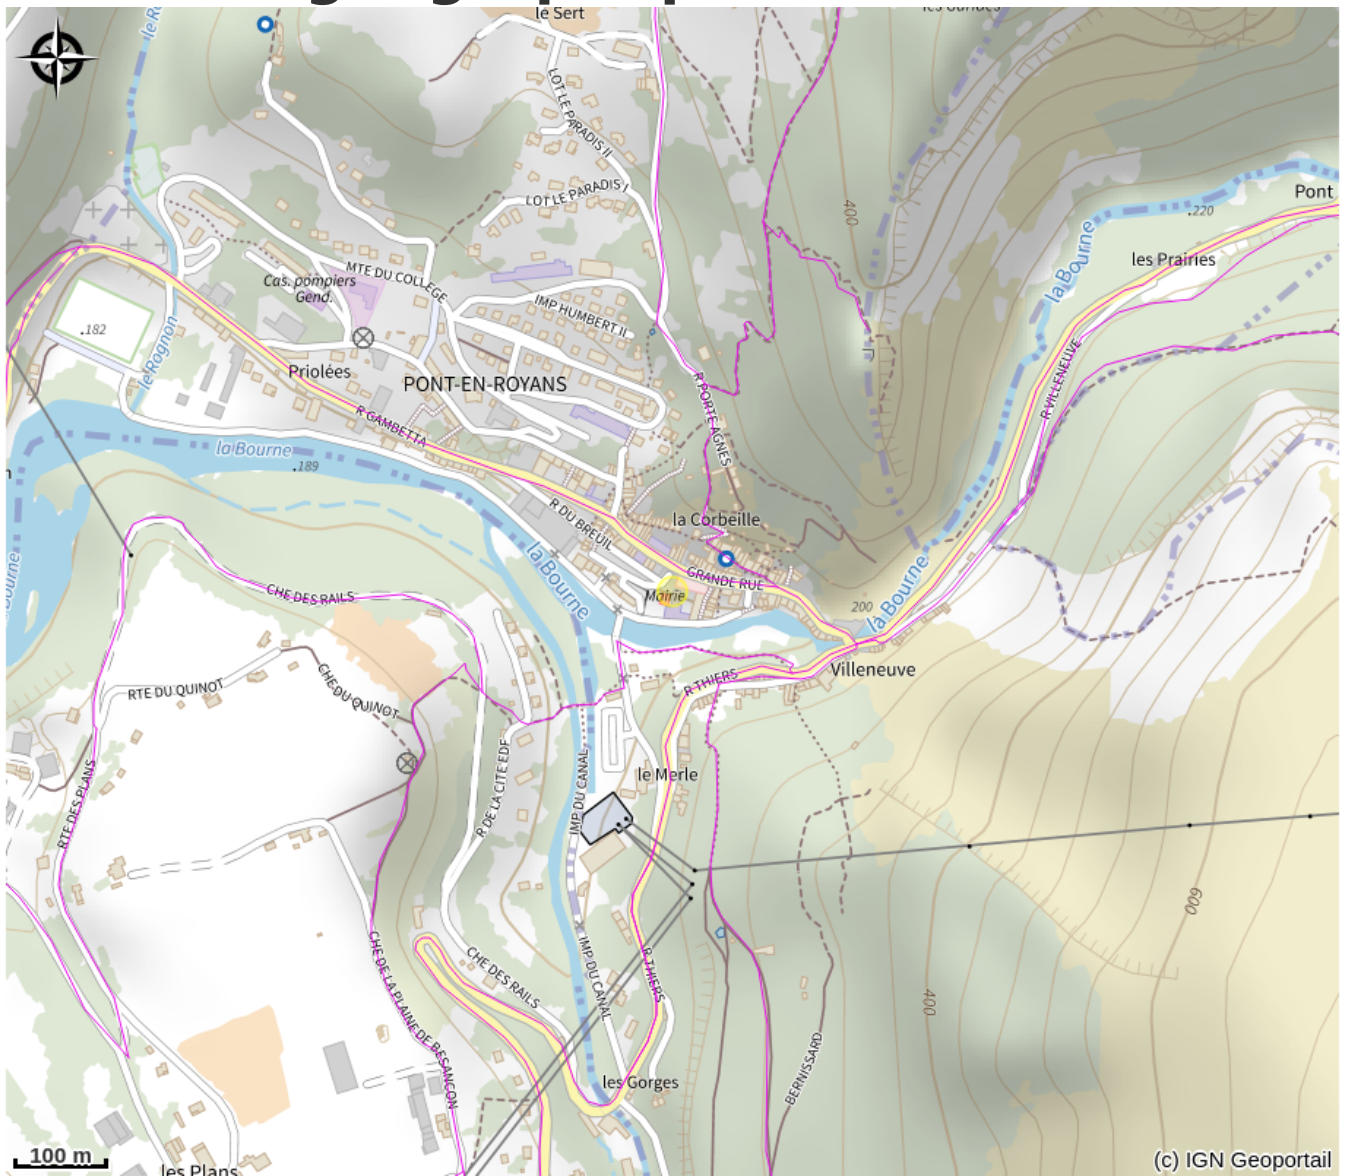 le Sert
LOT LE PARADIS II
LOT LE PARADIS I
400
Pont
.220
la Bourne
les Prairies
MTE DU COLLEGE
Cas. pompiers
Gend.
IMP HUMBERT II
.182
le Rognon
Priolées
PONT-EN-ROYANS
R VILLENEUVE
R PORTE AGNES
R GAMBETTA
la Bourne
.189
R DU BREUIL
la Corbeille
la Bourne
GRANDE RUE
Mairie
200
la Bourne
CHE DES RAILS
Villeneuve
R THIERS
RTE DU QUINOT
CHE DU QUINOT
R DE LA CITE EDF
IMP DU CANAL
le Merle
RTE DES PLANS
600
CHE DE LA PLAINE DE BESANCON
CHE DES RAILS
IMP DU CANAL
R THIERS
400
BERNISSARD
les Gorges
100 m
les Plans
(c) IGN Geoportail